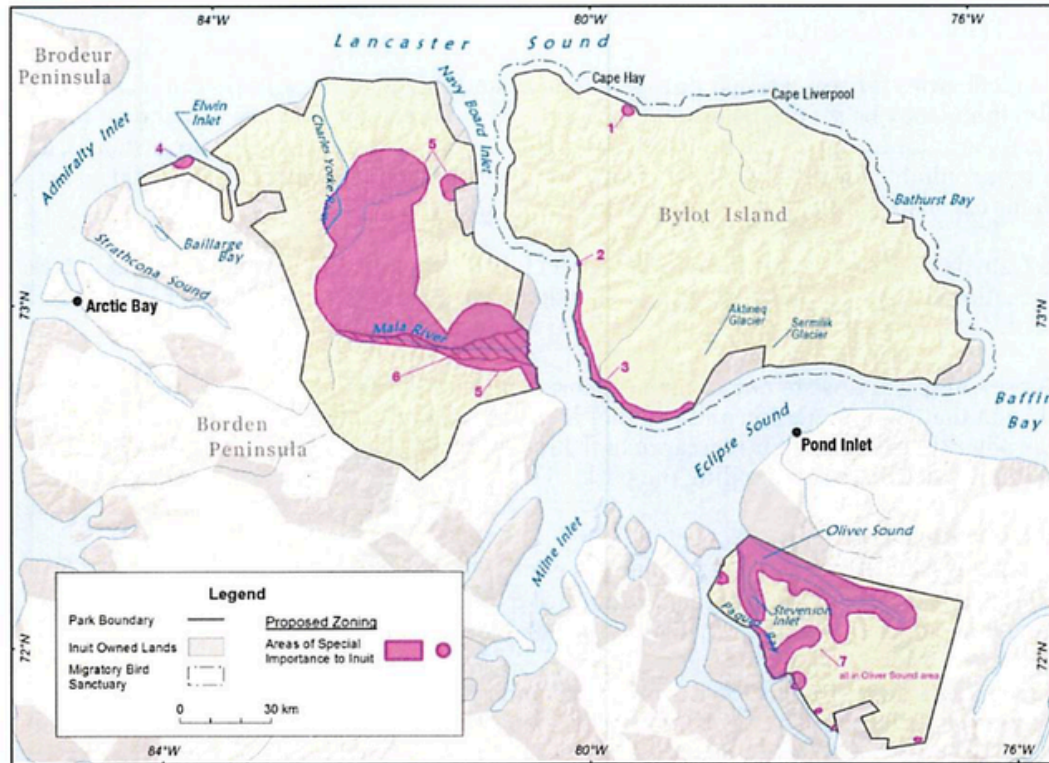 84°W
80°W
76°W
Lancaster Sound
Brodeur
Peninsula
Admiralty Inlet
Elwin
Inlet
4
Charles Yorke
Navy Board Inlet
5
Cape Hay
1
Cape Liverpool
Bylot Island
Bathurst Bay
Baillarge
Bay
Strathcona Sound
Arctic Bay
73°N
73°N
2
Aktineq
Glacier
Sermilik
Glacier
Mala River
3
6
5
Borden
Peninsula
Eclipse Sound
Pond Inlet
Baffin
Bay
Milne Inlet
Oliver Sound
Stevenson
Inlet
Paquet Bay
7
all in Oliver Sound area
72°N
72°N
Legend
Park Boundary
Inuit Owned Lands
Migratory Bird
Sanctuary
Proposed Zoning
Areas of Special
Importance to Inuit
0 30 km
84°W
80°W
76°W